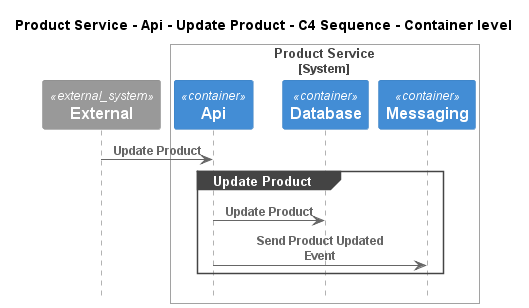 Product Service - Api - Update Product - C4 Sequence - Container level
Product Service
[System]
«external_system»
External
«container»
Api
«container»
Database
«container»
Messaging
Update Product
Update Product
Update Product
Send Product Updated
Event